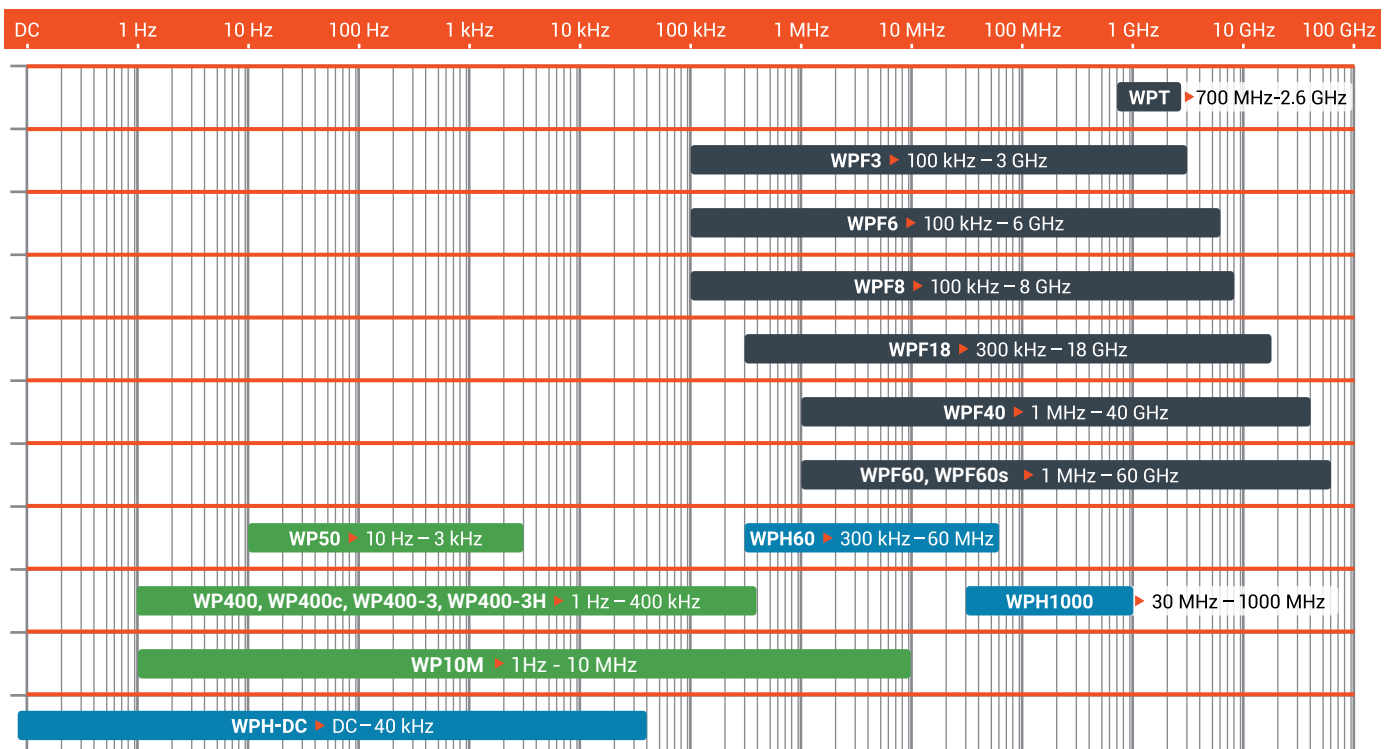 DC 1 Hz 10 Hz 100 Hz 1 kHz 10 kHz 100 kHz 1 MHz 10 MHz 100 MHz 1 GHz 10 GHz 100 GHz
WPT ▶ 700 MHz-2.6 GHz
WPF3 ▶ 100 kHz – 3 GHz
WPF6 ▶ 100 kHz – 6 GHz
WPF8 ▶ 100 kHz – 8 GHz
WPF18 ▶ 300 kHz – 18 GHz
WPF40 ▶ 1 MHz – 40 GHz
WPF60, WPF60s ▶ 1 MHz – 60 GHz
WP50 ▶ 10 Hz – 3 kHz WPH60 ▶ 300 kHz – 60 MHz
WP400, WP400c, WP400-3, WP400-3H ▶ 1 Hz – 400 kHz WPH1000 ▶ 30 MHz – 1000 MHz
WP10M ▶ 1Hz - 10 MHz
WPH-DC ▶ DC – 40 kHz